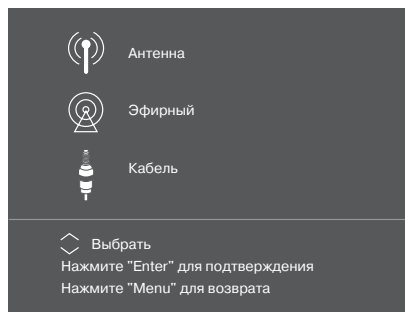 Антенна
Эфирный
Кабель
Выбрать
Нажмите "Enter" для подтверждения
Нажмите "Menu" для возврата